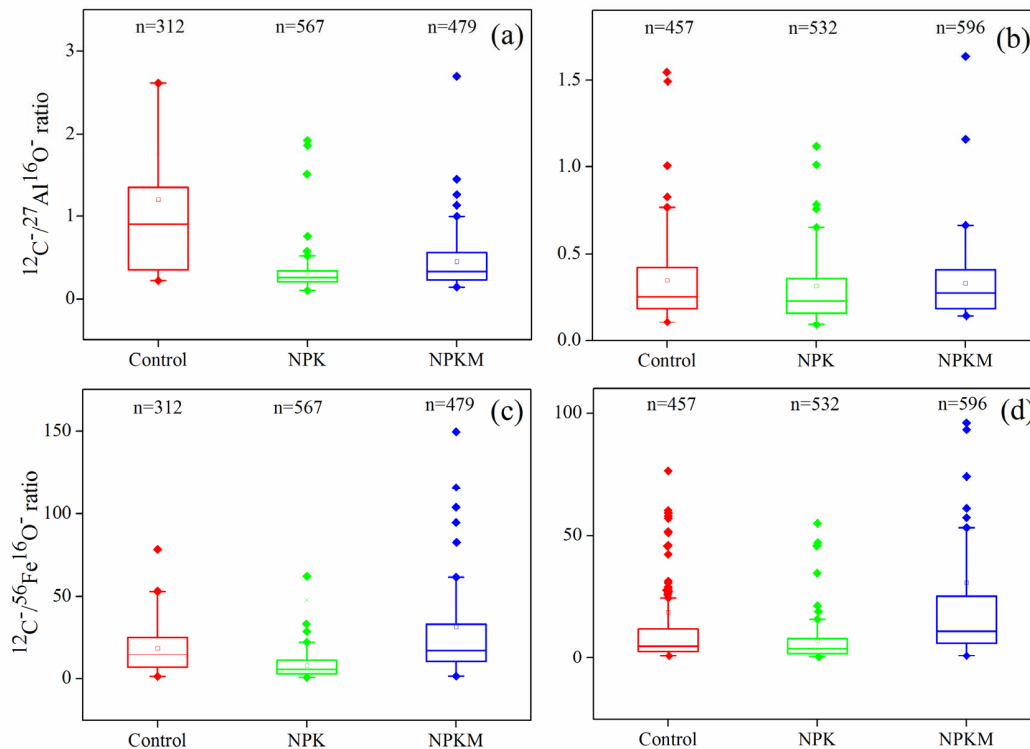 n=312 n=567 n=479 (a)
3
2
1
0
¹²C⁻/²⁷Al¹⁶O⁻ ratio
Control NPK NPKM
n=457 n=532 n=596 (b)
1.5
1.0
0.5
0.0
Control NPK NPKM
n=312 n=567 n=479 (c)
150
100
50
0
¹²C⁻/⁵⁶Fe¹⁶O⁻ ratio
Control NPK NPKM
n=457 n=532 n=596 (d)
100
50
0
Control NPK NPKM